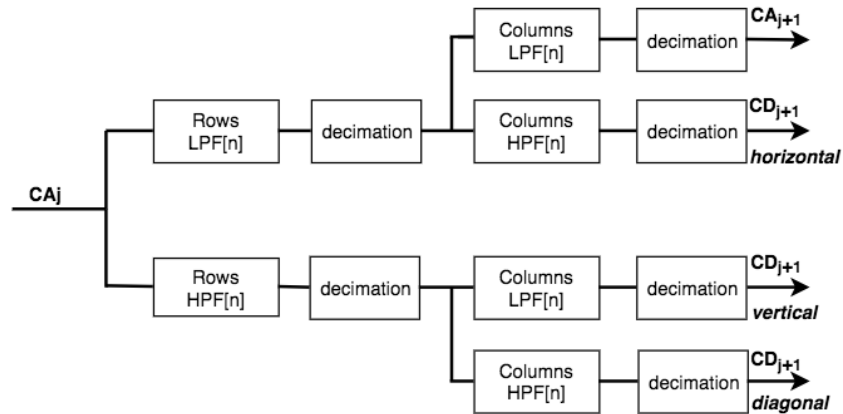 CAj
Rows
LPF[n]
decimation
Columns
LPF[n]
decimation
CAj+1
Columns
HPF[n]
decimation
CDj+1
horizontal
Rows
HPF[n]
decimation
Columns
LPF[n]
decimation
CDj+1
vertical
Columns
HPF[n]
decimation
CDj+1
diagonal